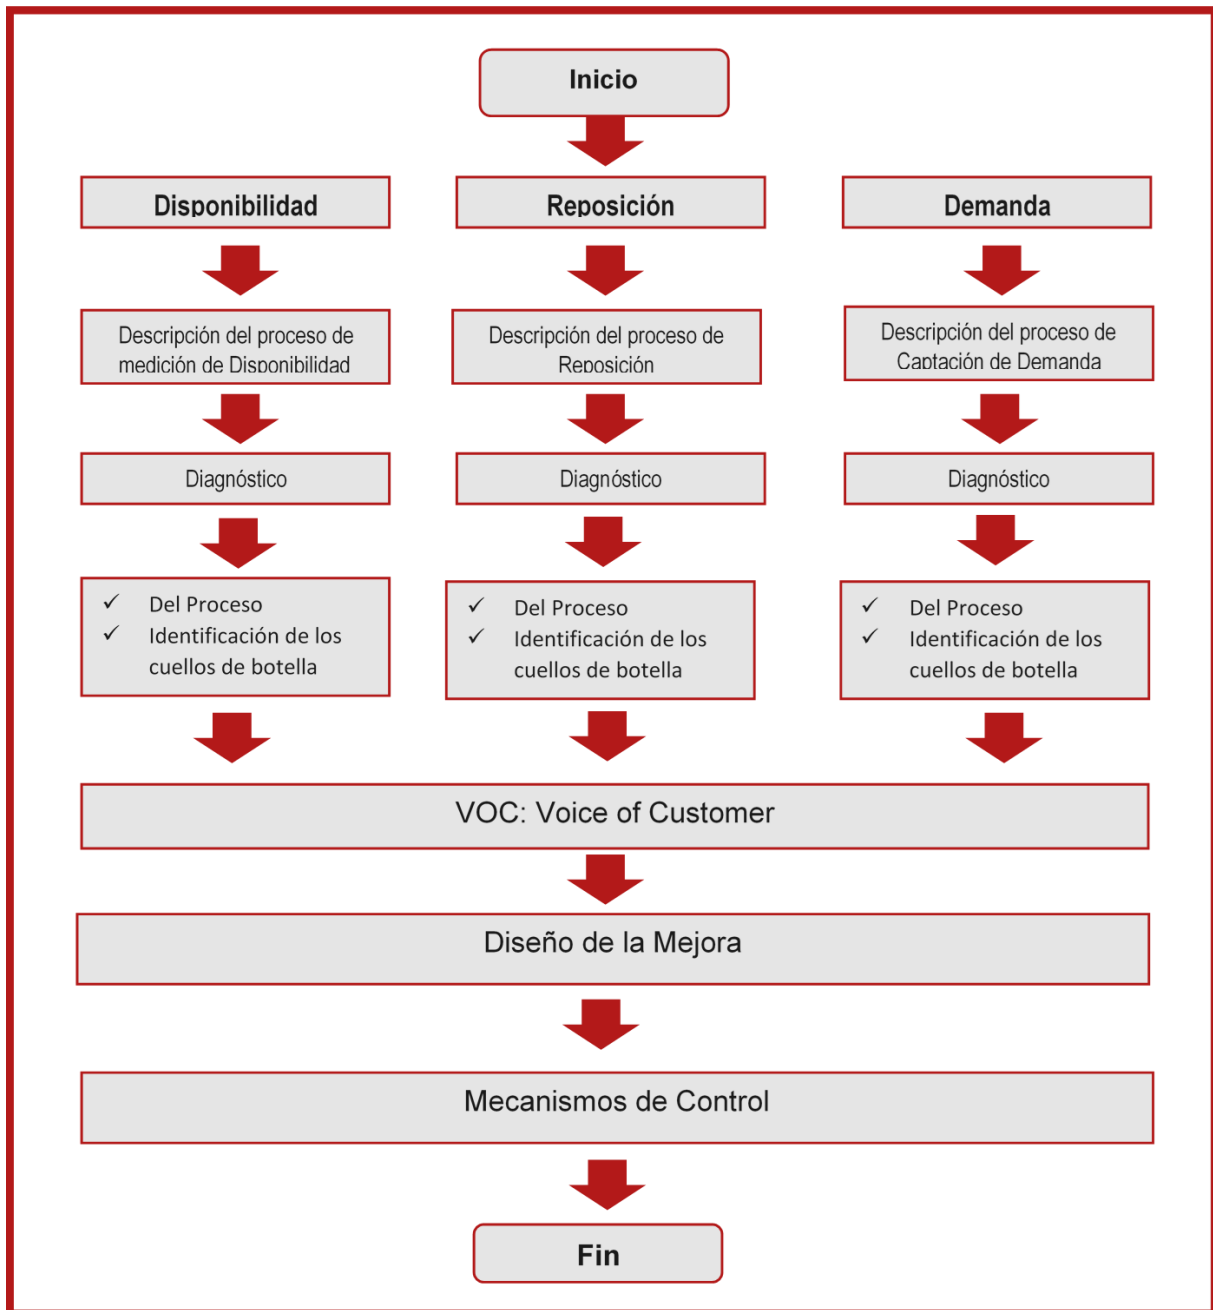 Inicio
Disponibilidad
Reposición
Demanda
Descripción del proceso de
medición de Disponibilidad
Descripción del proceso de
Reposición
Descripción del proceso de
Captación de Demanda
Diagnóstico
Diagnóstico
Diagnóstico
✓ Del Proceso
✓ Identificación de los
cuellos de botella
✓ Del Proceso
✓ Identificación de los
cuellos de botella
✓ Del Proceso
✓ Identificación de los
cuellos de botella
VOC: Voice of Customer
Diseño de la Mejora
Mecanismos de Control
Fin